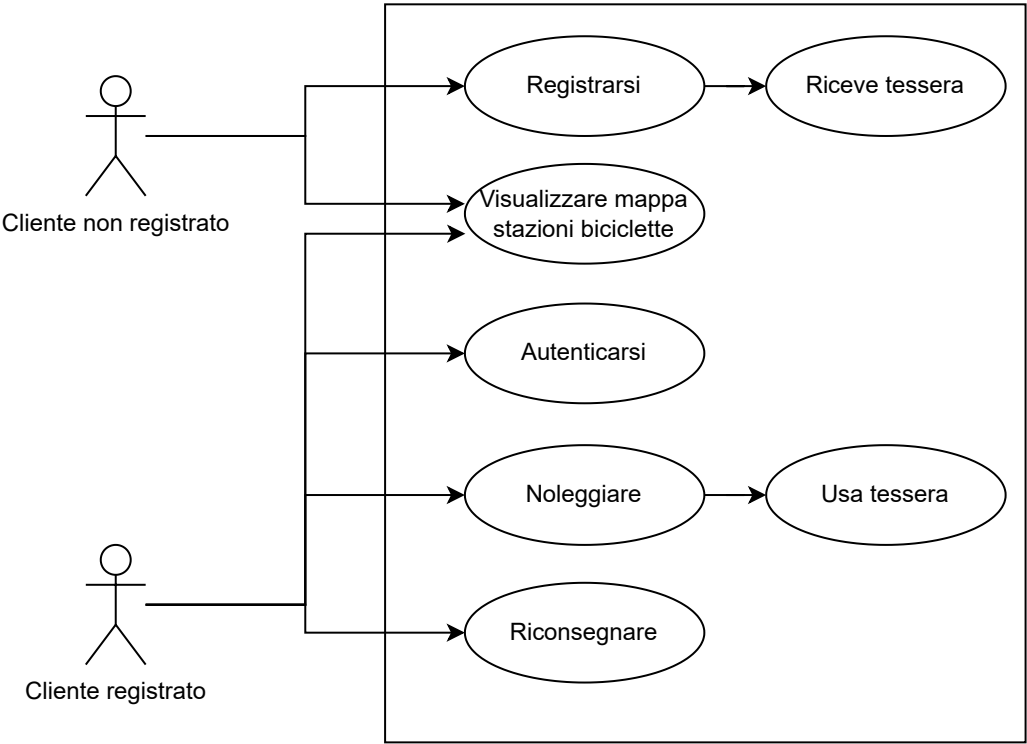 Registrarsi
Riceve tessera
Cliente non registrato
Visualizzare mappa
stazioni biciclette
Autenticarsi
Noleggiare
Usa tessera
Riconsegnare
Cliente registrato